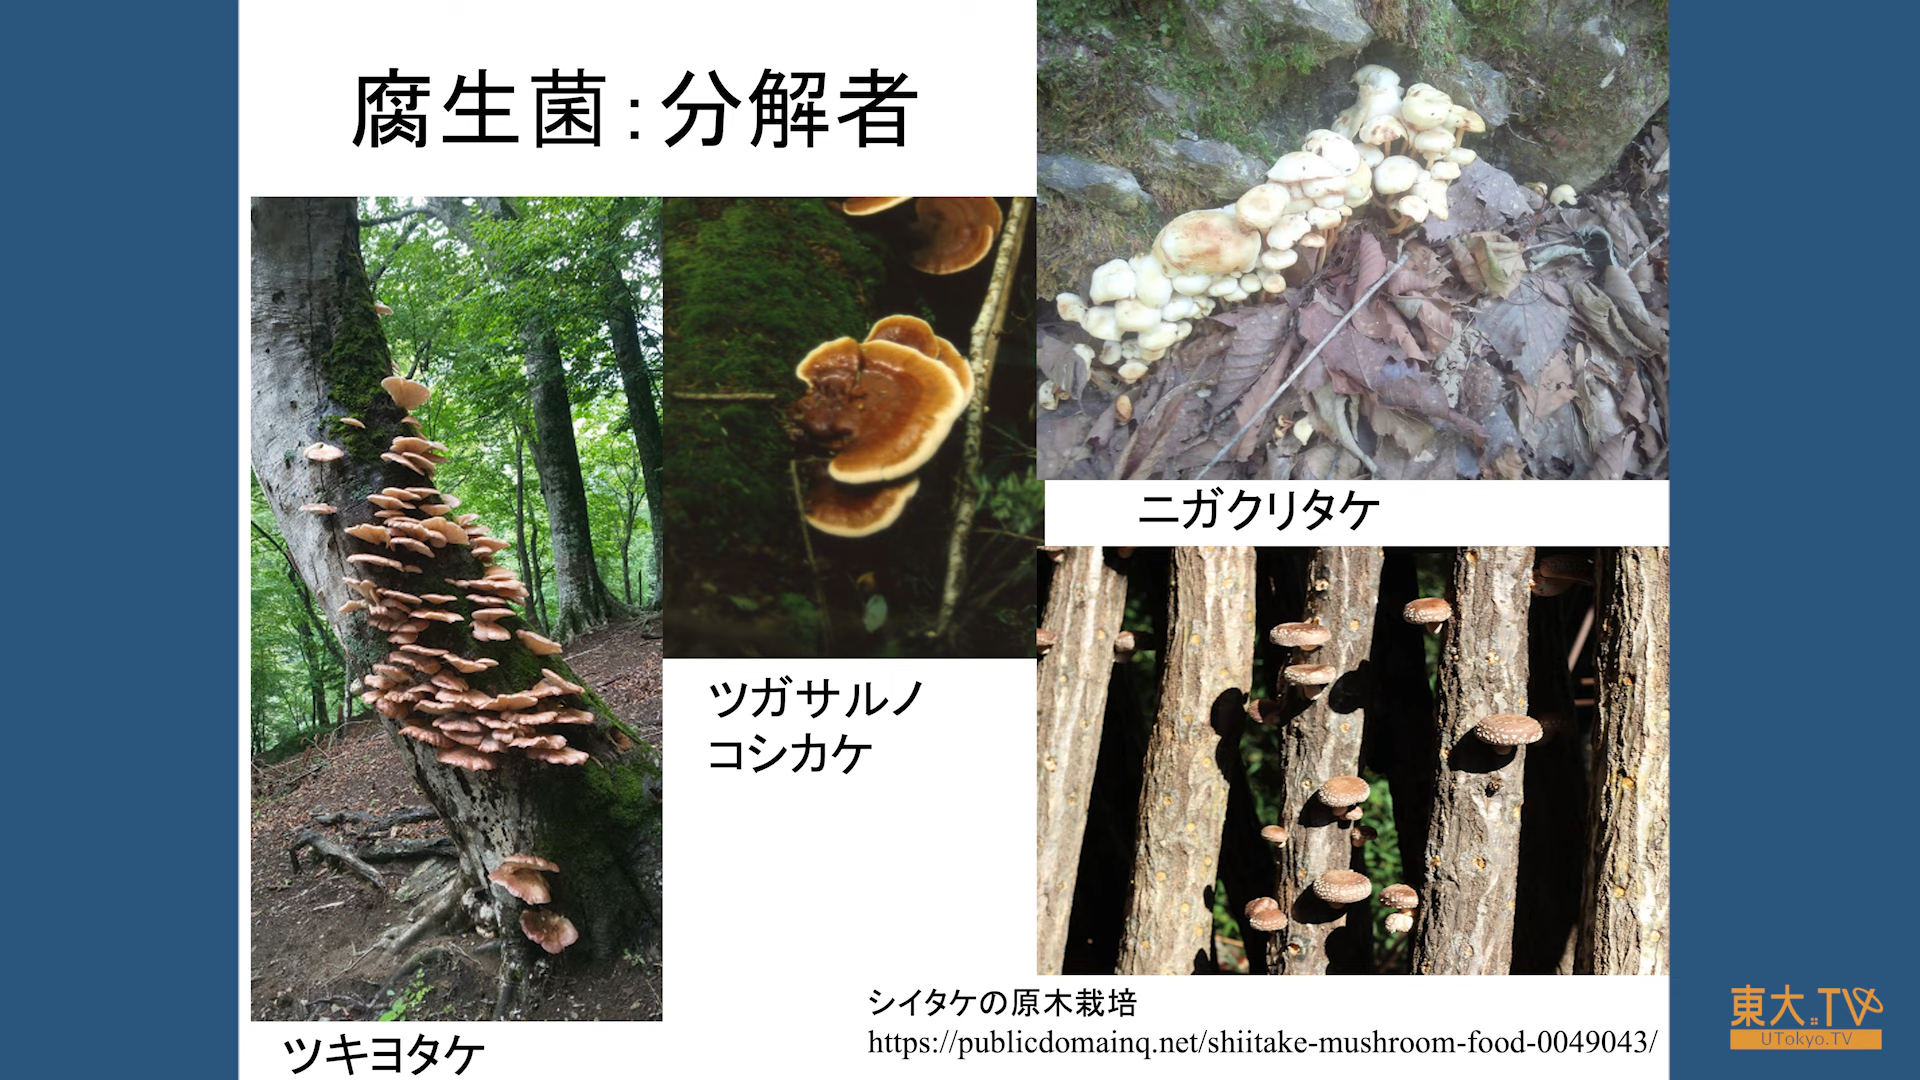 腐生菌：分解者
ニガクリタケ
ツガサルノ
コシカケ
ツキヨタケ
シイタケの原木栽培
https://publicdomainq.net/shiitake-mushroom-food-0049043/
東大.TV
UTokyo.TV